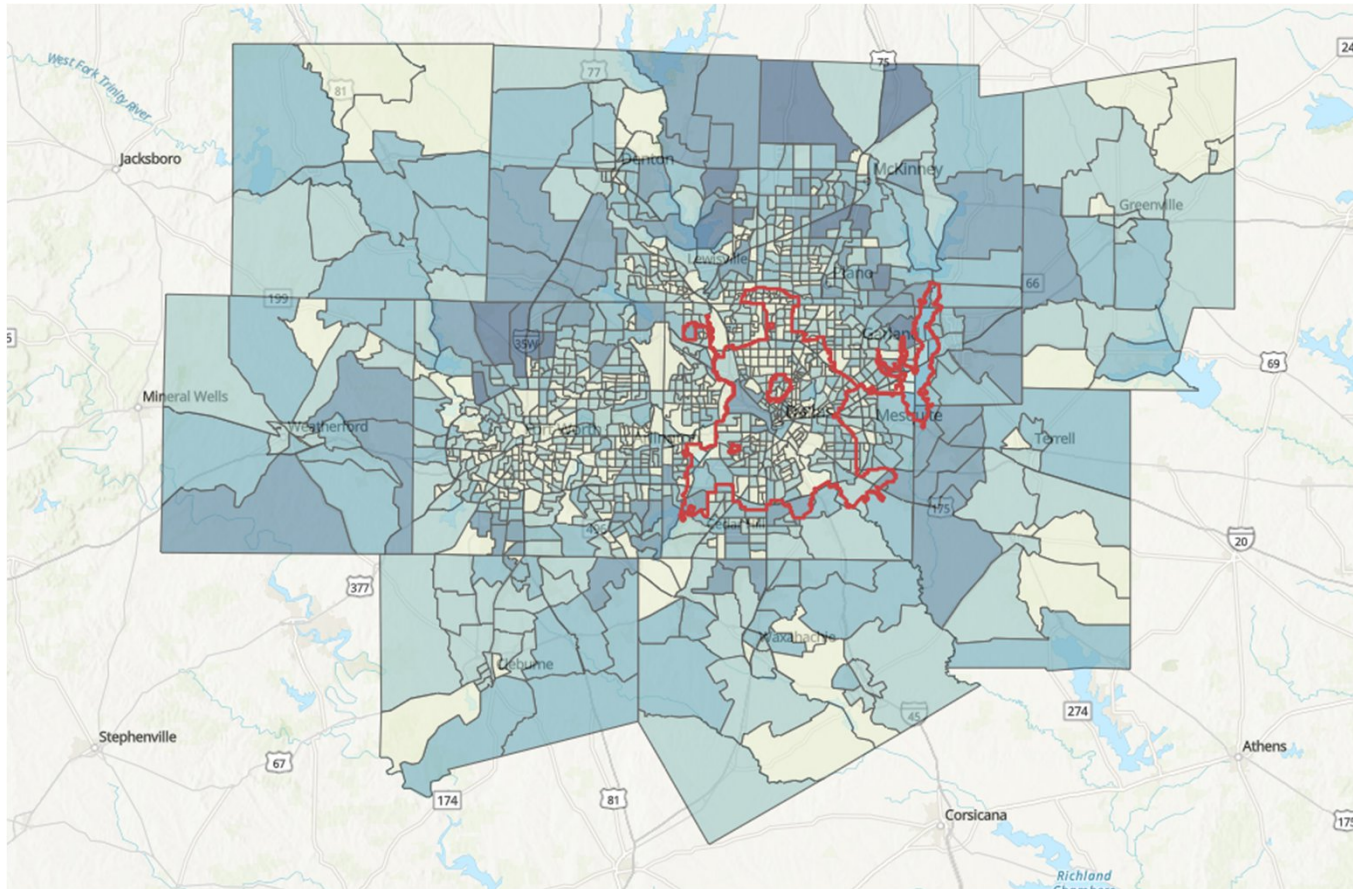 24
75
West Fork Trinity River
77
81
Jacksboro
Denton
McKinney
Greenville
Lewisville
Plano
66
199
Garland
35W
6
69
Mineral Wells
Weatherford
Fort Worth
Arlington
Dallas
Mesquite
Terrell
175
Cedar Hill
20
377
Waxahachie
Cleburne
45
274
Stephenville
67
Athens
174
81
Corsicana
175
Richland